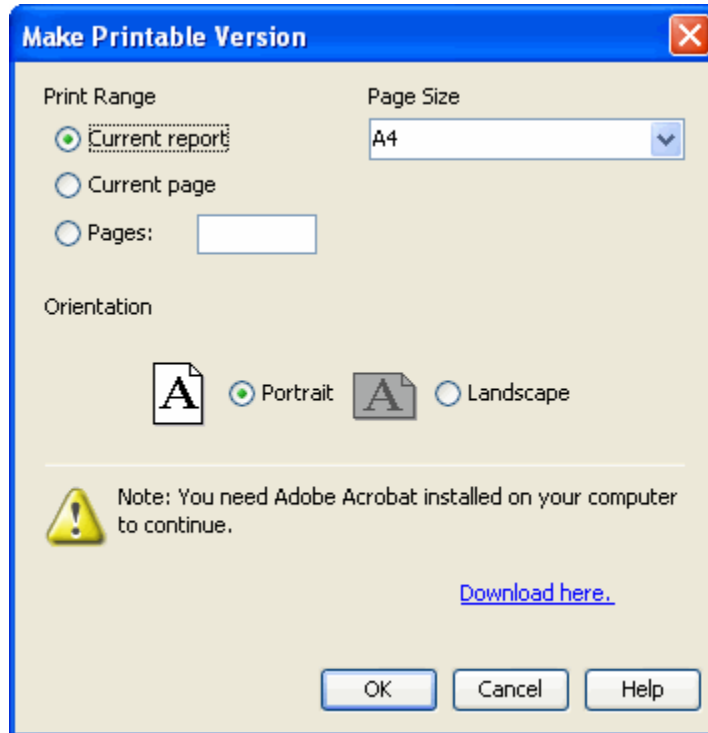 Make Printable Version
Print Range
Page Size
Current report
A4
Current page
Pages:
Orientation
A
Portrait
A
Landscape
Note: You need Adobe Acrobat installed on your computer
to continue.
Download here.
OK
Cancel
Help